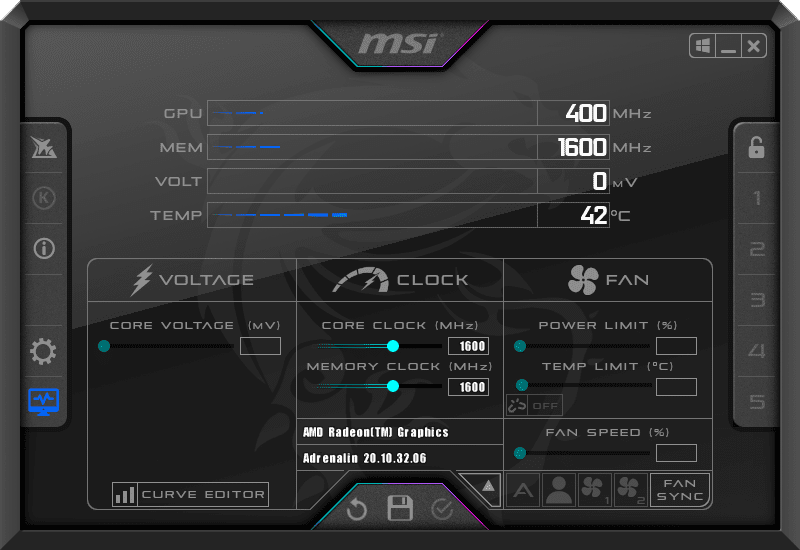 msi
GPU 400 MHz
MEM 1600 MHz
VOLT 0 mV
TEMP 42 °C
K
1
2
3
4
5
VOLTAGE
CLOCK
FAN
CORE VOLTAGE (MV)
CORE CLOCK (MHz)
1600
POWER LIMIT (%)
MEMORY CLOCK (MHz)
1600
TEMP LIMIT (°C)
OFF
AMD Radeon(TM) Graphics
Adrenalin 20.10.32.06
FAN SPEED (%)
CURVE EDITOR
A
1
2
FAN
SYNC